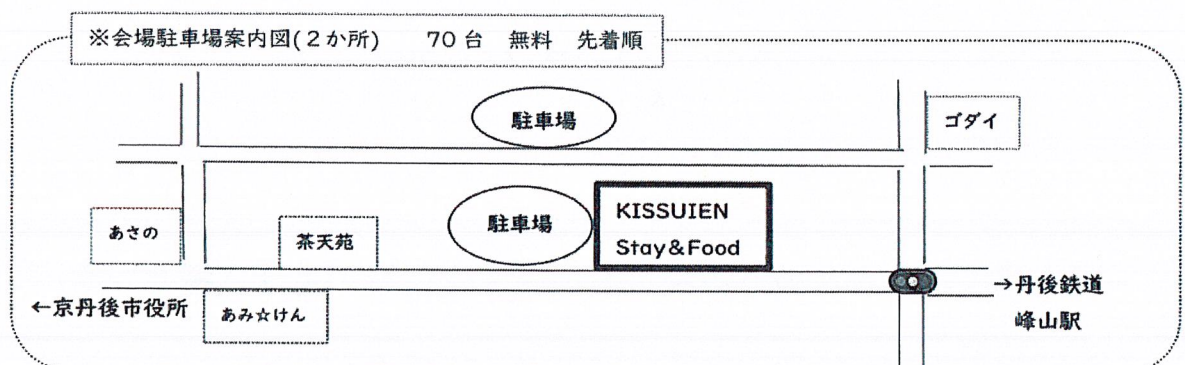 ※会場駐車場案内図(2か所)　　70台　無料　先着順
駐車場
ゴダイ
あさの
茶天苑
駐車場
KISSUIEN
Stay&Food
←京丹後市役所
あみ☆けん
→丹後鉄道
峰山駅